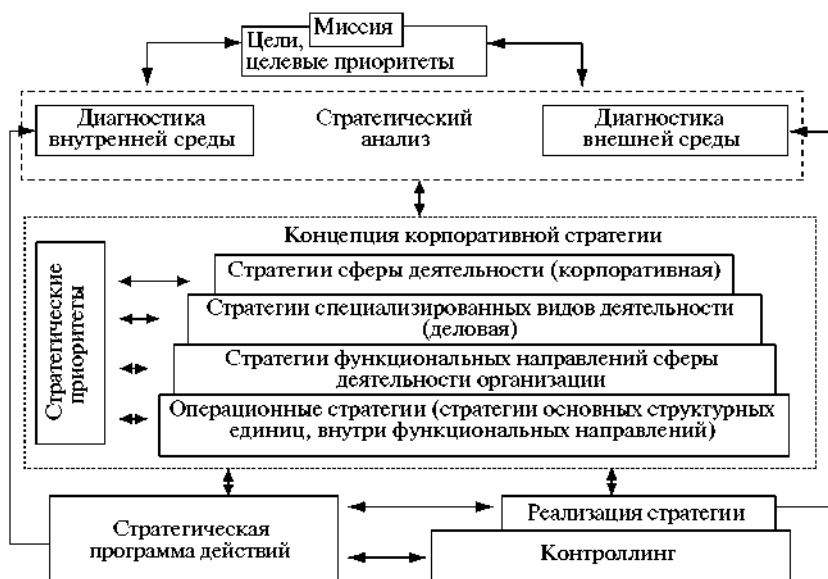 Миссия
Цели,
целевые приоритеты
Диагностика
внутренней среды
Стратегический
анализ
Диагностика
внешней среды
Концепция корпоративной стратегии
Стратегические
приоритеты
Стратегии сферы деятельности (корпоративная)
Стратегии специализированных видов деятельности
(деловая)
Стратегии функциональных направлений сферы
деятельности организации
Операционные стратегии (стратегии основных структурных
единиц, внутри функциональных направлений)
Стратегическая
программа действий
Реализация стратегии
Контроллинг